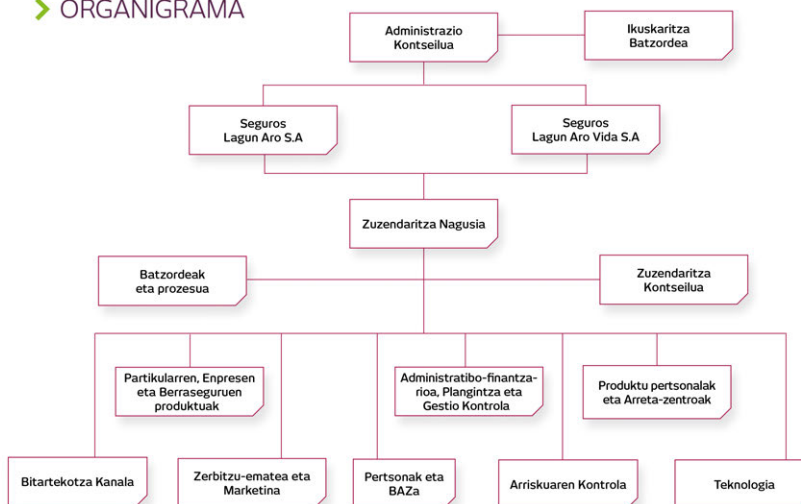 ORGANIGRAMA
Administrazio
Kontseilua
Ikuskaritza
Batzordea
Seguros
Lagun Aro S.A
Seguros
Lagun Aro Vida S.A
Zuzendaritza Nagusia
Batzordeak
eta prozesua
Zuzendaritza
Kontseilua
Partikularren, Enpresen
eta Berraseguruen
produktuak
Administratibo-finantza-
rioa, Plangintza eta
Gestio Kontrola
Produktu pertsonalak
eta Arreta-zentroak
Bitartekotza Kanala
Zerbitzu-ematea eta
Marketina
Pertsonak eta
BAZa
Arriskuaren Kontrola
Teknologia